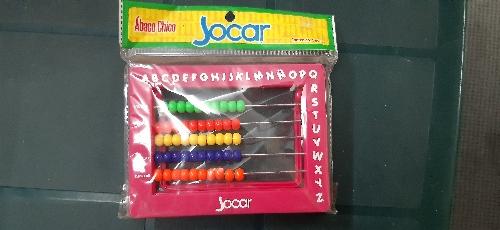 Ábaco Chico
Jocar
ABCDEFGHIJKLMNÑOPQ
RSTUVWXYZ
Jocar